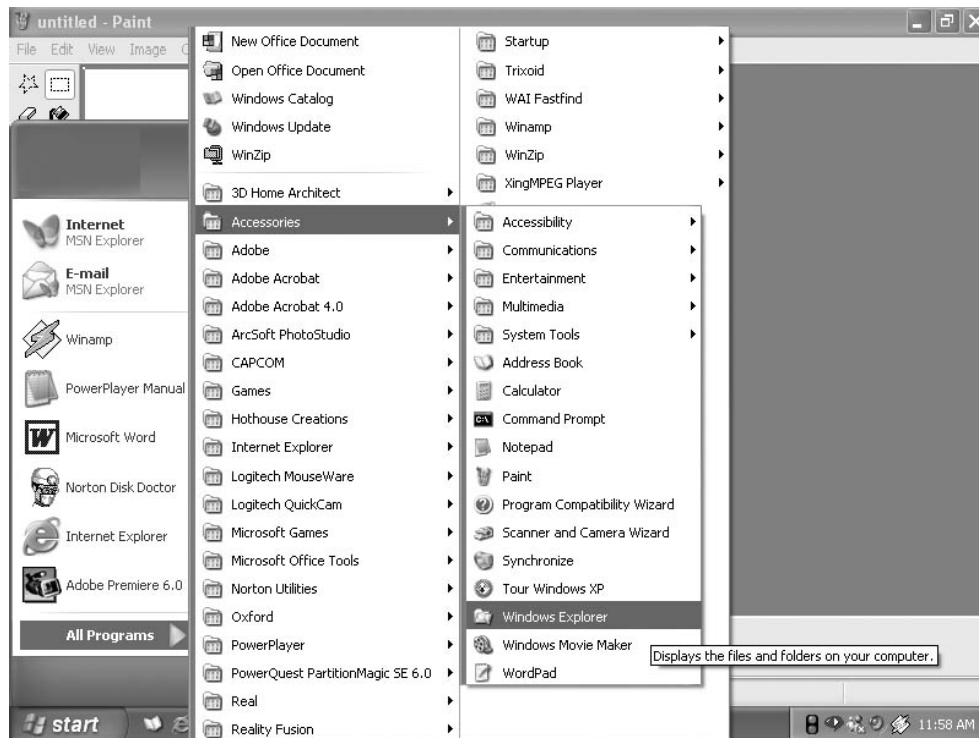 untitled - Paint
File Edit View Image
Internet
MSN Explorer
E-mail
MSN Explorer
Winamp
PowerPlayer Manual
Microsoft Word
Norton Disk Doctor
Internet Explorer
Adobe Premiere 6.0
All Programs
New Office Document
Open Office Document
Windows Catalog
Windows Update
WinZip
3D Home Architect
Accessories
Adobe
Adobe Acrobat
Adobe Acrobat 4.0
ArcSoft PhotoStudio
CAPCOM
Games
Hothouse Creations
Internet Explorer
Logitech MouseWare
Logitech QuickCam
Microsoft Games
Microsoft Office Tools
Norton Utilities
Oxford
PowerPlayer
PowerQuest PartitionMagic SE 6.0
Real
Reality Fusion
Startup
Trixoid
WAI Fastfind
Winamp
WinZip
XingMPEG Player
Accessibility
Communications
Entertainment
Multimedia
System Tools
Address Book
Calculator
Command Prompt
Notepad
Paint
Program Compatibility Wizard
Scanner and Camera Wizard
Synchronize
Tour Windows XP
Windows Explorer
Windows Movie Maker
Displays the files and folders on your computer.
WordPad
start
11:58 AM